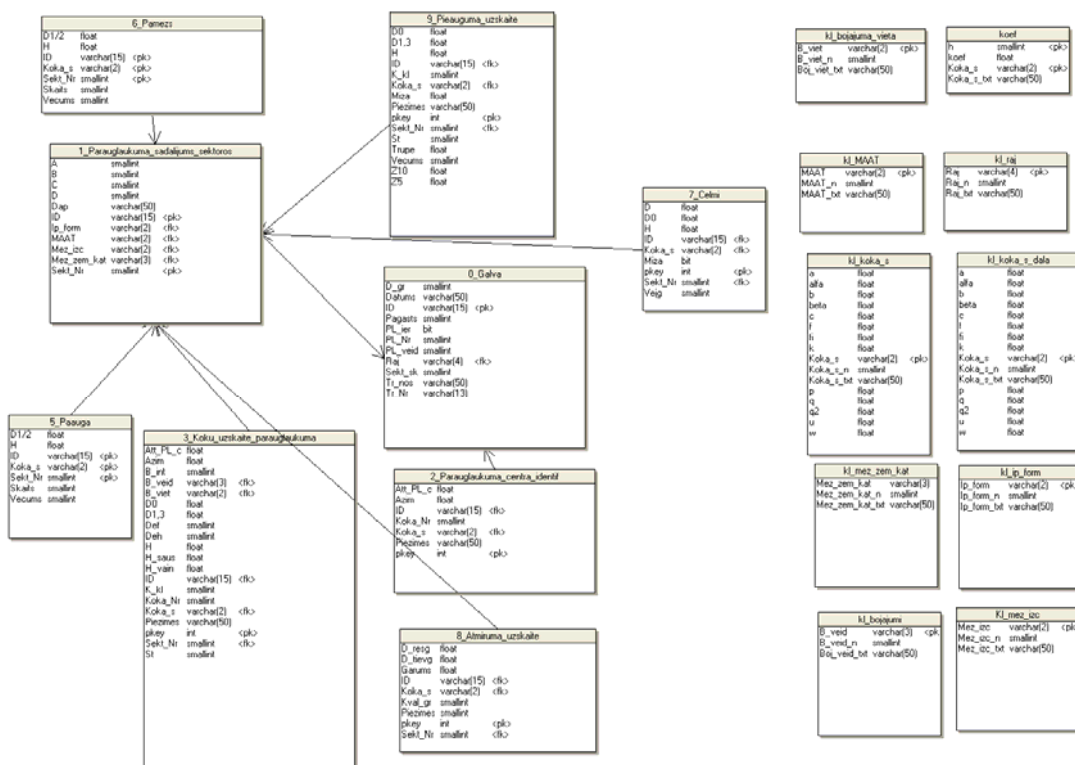 6_Pamezs
D1/2 float
H float
ID varchar(15) <pk>
Koka_s varchar(2) <pk>
Sekt_Nr smallint <pk>
Skaits smallint
Vecums smallint
9_Pieauguma_uzskaite
D0 float
D1,3 float
H float
ID varchar(15) <fk>
K_kl smallint
Koka_s varchar(2) <fk>
Miza float
Piezimes varchar(50)
pkey int <pk>
Sekt_Nr smallint <fk>
St smallint
Trupe float
Vecums smallint
Z10 float
Z5 float
kl_bojajuma_vieta
B_viet varchar(2) <pk>
B_viet_n smallint
Boj_viet_txt varchar(50)
koef
h smallint <pk>
koef float
Koka_s varchar(2) <pk>
Koka_s_txt varchar(50)
1_Parauglaukuma_sadalijums_sektoros
A smallint
B smallint
C smallint
D smallint
Dap varchar(50)
ID varchar(15) <pk>
Ip_form varchar(2) <fk>
MAAT varchar(2) <fk>
Mez_izc varchar(2) <fk>
Mez_zem_kat varchar(3) <fk>
Sekt_Nr smallint <pk>
kl_MAAT
MAAT varchar(2) <pk>
MAAT_n smallint
MAAT_txt varchar(50)
kl_raj
Raj varchar(4) <pk>
Raj_n smallint
Raj_txt varchar(50)
7_Celmi
D float
D0 float
H float
ID varchar(15) <fk>
Koka_s varchar(2) <fk>
Miza bit
pkey int <pk>
Sekt_Nr smallint <fk>
Vejg smallint
0_Galva
D_gr smallint
Datums varchar(50)
ID varchar(15) <pk>
Pagasts smallint
PL_ier bit
PL_Nr smallint
PL_veid smallint
Raj varchar(4) <fk>
Sekt_sk smallint
Tr_nos varchar(50)
Tr_Nr varchar(13)
kl_koka_s
a float
alfa float
b float
beta float
c float
f float
fi float
k float
Koka_s varchar(2) <pk>
Koka_s_n smallint
Koka_s_txt varchar(50)
p float
q float
q2 float
u float
w float
kl_koka_s_dala
a float
alfa float
b float
beta float
c float
f float
fi float
k float
Koka_s varchar(2) <pk>
Koka_s_n smallint
Koka_s_txt varchar(50)
p float
q float
q2 float
u float
w float
5_Paauga
D1/2 float
H float
ID varchar(15) <pk>
Koka_s varchar(2) <pk>
Sekt_Nr smallint <pk>
Skaits smallint
Vecums smallint
3_Koku_uzskaite_parauglaukuma
Att_PL_c float
Azim float
B_int smallint
B_veid varchar(3) <fk>
B_viet varchar(2) <fk>
D0 float
D1,3 float
Def smallint
Deh smallint
H float
H_saus float
H_vain float
ID varchar(15) <fk>
K_kl smallint
Koka_Nr smallint
Koka_s varchar(2) <fk>
Piezimes varchar(50)
pkey int <pk>
Sekt_Nr smallint <fk>
St smallint
2_Parauglaukuma_centra_identif
Att_PL_c float
Azim float
ID varchar(15) <fk>
Koka_Nr smallint
Koka_s varchar(2) <fk>
Piezimes varchar(50)
pkey int <pk>
kl_mez_zem_kat
Mez_zem_kat varchar(3)
Mez_zem_kat_n smallint
Mez_zem_kat_txt varchar(50)
kl_ip_form
Ip_form varchar(2) <pk>
Ip_form_n smallint
Ip_form_txt varchar(50)
8_Atmiruma_uzskaite
D_resg float
D_tievg float
Garums float
ID varchar(15) <fk>
Koka_s varchar(2) <fk>
Kval_gr smallint
Piezimes smallint
pkey int <pk>
Sekt_Nr smallint <fk>
kl_bojajumi
B_veid varchar(3) <pk
B_veid_n smallint
Boj_veid_txt varchar(50)
Kl_mez_izc
Mez_izc varchar(2) <pk
Mez_izc_n smallint
Mez_izc_txt varchar(50)